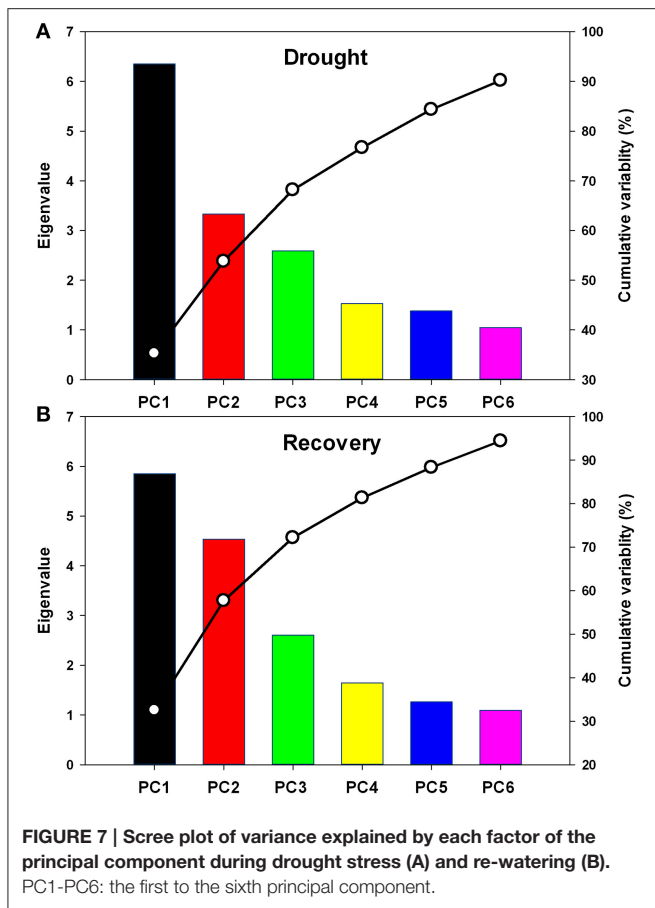 A
Drought
7
6
5
4
3
2
1
0
Eigenvalue
100
90
80
70
60
50
40
30
Cumulative variablity (%)
PC1 PC2 PC3 PC4 PC5 PC6
B
Recovery
7
6
5
4
3
2
1
0
Eigenvalue
100
90
80
70
60
50
40
30
20
Cumulative variablity (%)
PC1 PC2 PC3 PC4 PC5 PC6
FIGURE 7 | Scree plot of variance explained by each factor of the
principal component during drought stress (A) and re-watering (B).
PC1-PC6: the first to the sixth principal component.